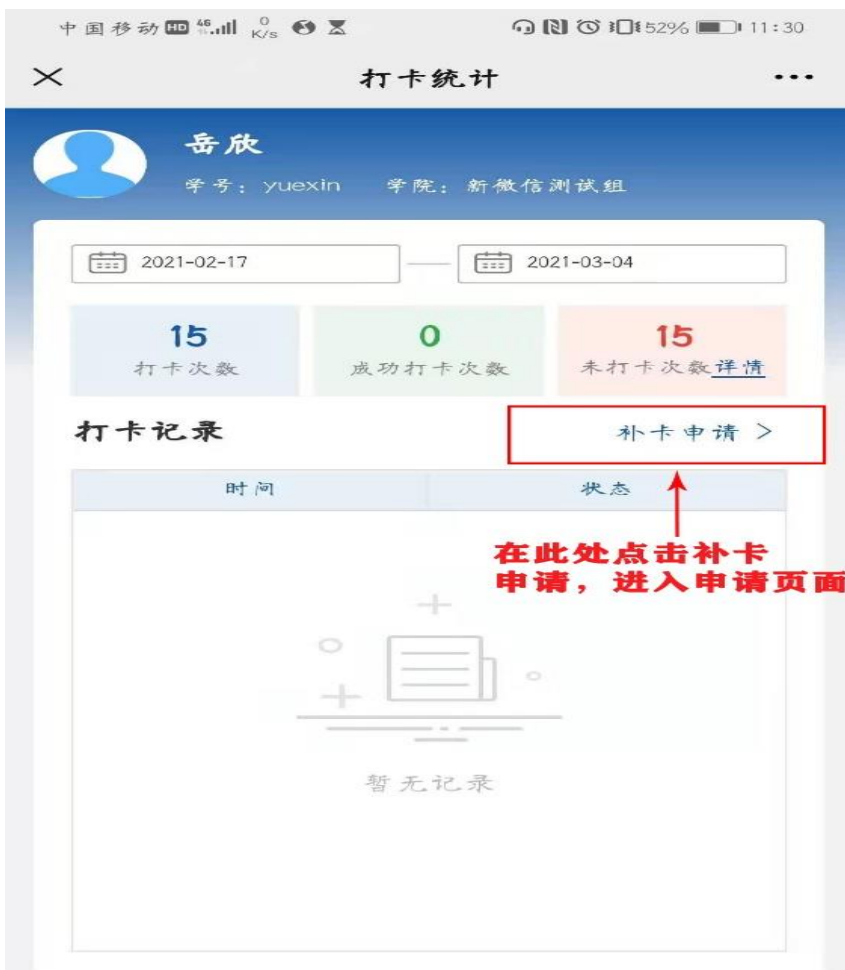 中国移动 HD 46 0 K/s 52% 11:30
打卡统计
岳欣
学号：yuexin 学院：新微信测试组
2021-02-17 2021-03-04
15 0 15
打卡次数 成功打卡次数 未打卡次数详情
打卡记录 补卡申请 >
时间 状态
在此处点击补卡
申请，进入申请页面
暂无记录